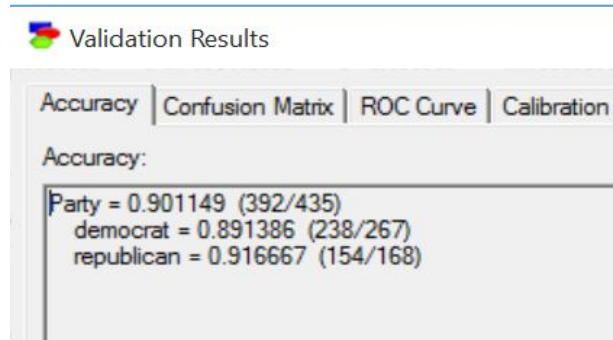 Validation Results
Accuracy Confusion Matrix ROC Curve Calibration
Accuracy:
Party = 0.901149 (392/435)
democrat = 0.891386 (238/267)
republican = 0.916667 (154/168)